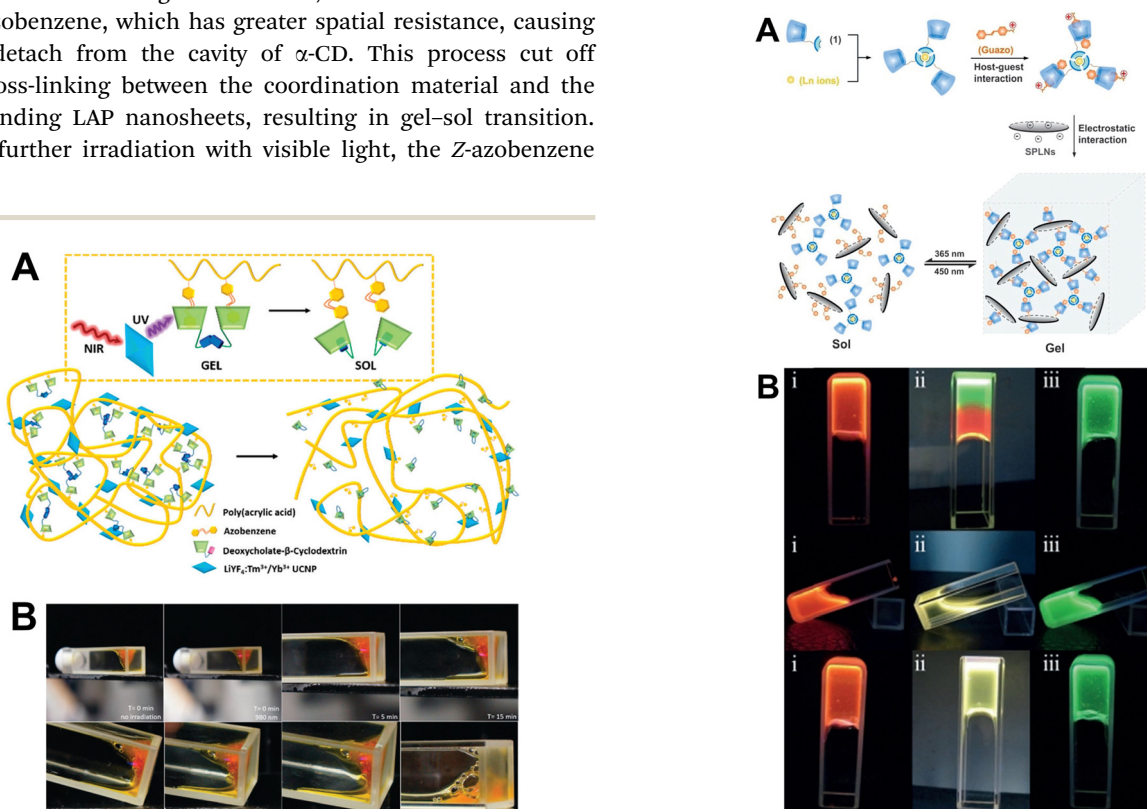 obenzene, which has greater spatial resistance, causing
detach from the cavity of α-CD. This process cut off
oss-linking between the coordination material and the
nding LAP nanosheets, resulting in gel–sol transition.
further irradiation with visible light, the Z-azobenzene
A
UV
NIR
GEL
SOL
Poly(acrylic acid)
Azobenzene
Deoxycholate-β-Cyclodextrin
LiYF₄:Tm³⁺/Yb³⁺ UCNP
B
T= 0 min
no irradiation
T= 0 min
980 nm
T= 5 min
T= 15 min
A
(1)
(Ln ions)
(Guazo)
Host-guest
interaction
Electrostatic
interaction
SPLNs
365 nm
450 nm
Sol
Gel
B
i
ii
iii
i
ii
iii
i
ii
iii